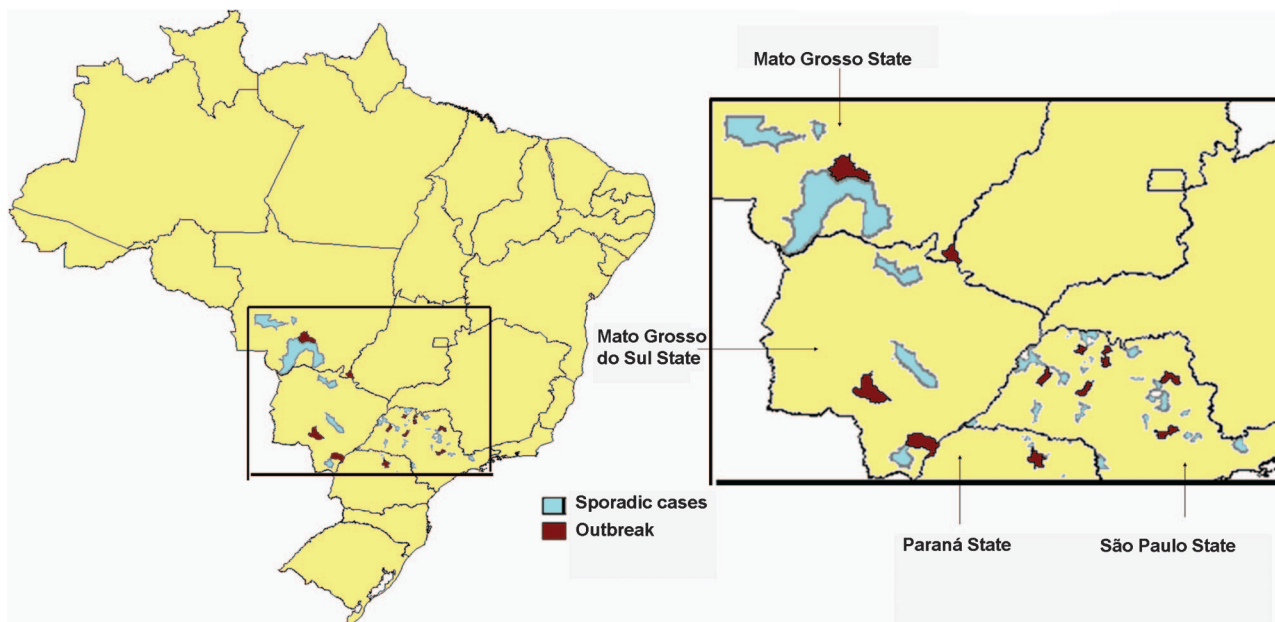 Mato Grosso State
Mato Grosso
do Sul State
Sporadic cases
Outbreak
Paraná State
São Paulo State